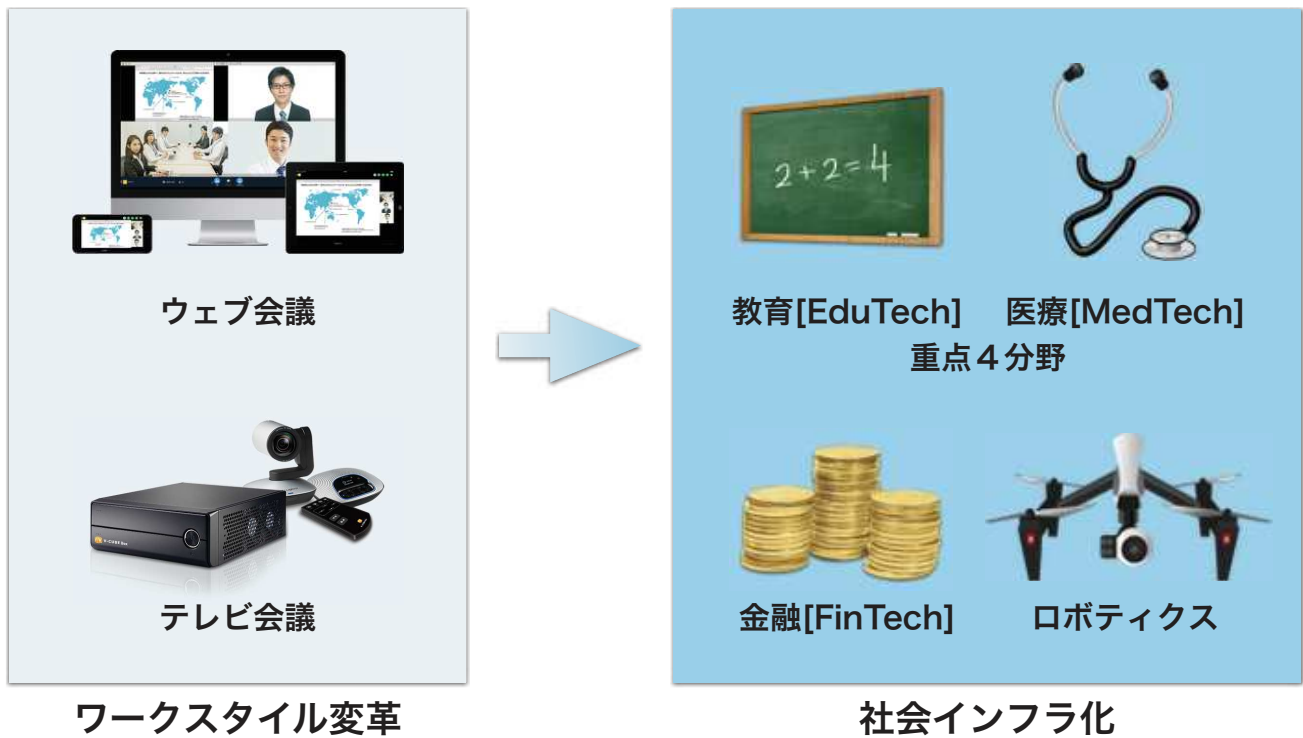 ウェブ会議
V-CUBE Box
テレビ会議
ワークスタイル変革
2+2=4
教育[EduTech]
医療[MedTech]
重点４分野
金融[FinTech]
ロボティクス
社会インフラ化